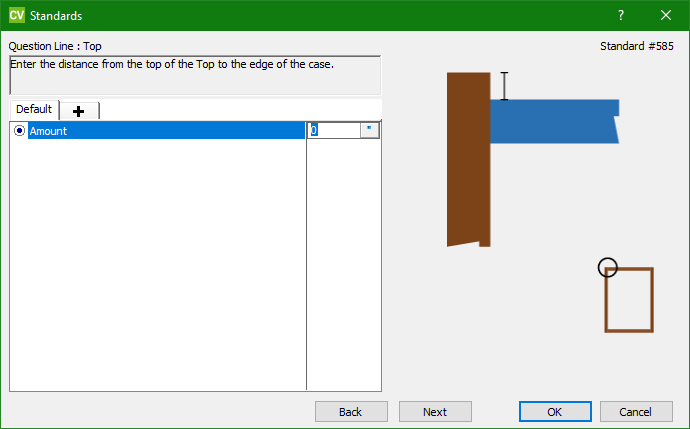 CV Standards ?
Question Line : Top Standard #585
Enter the distance from the top of the Top to the edge of the case.
Default +
Amount 0 "
Back Next OK Cancel